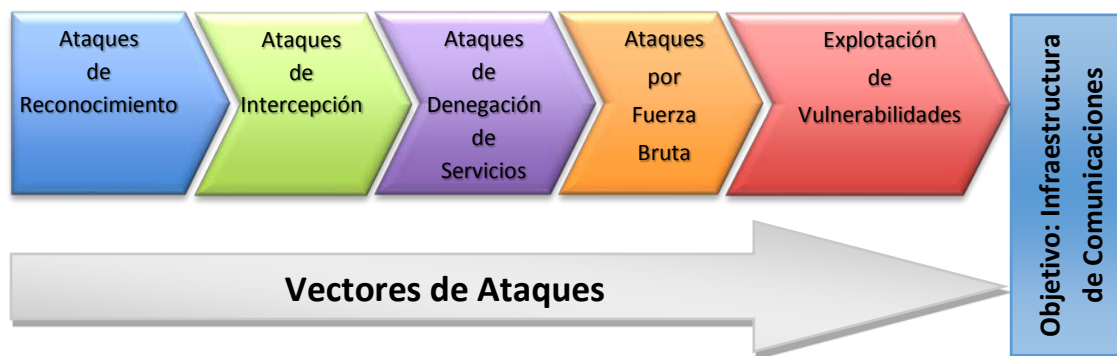 Ataques
de
Reconocimiento
Ataques
de
Intercepción
Ataques
de
Denegación
de
Servicios
Ataques
por
Fuerza
Bruta
Explotación
de
Vulnerabilidades
Objetivo: Infraestructura
de Comunicaciones
Vectores de Ataques